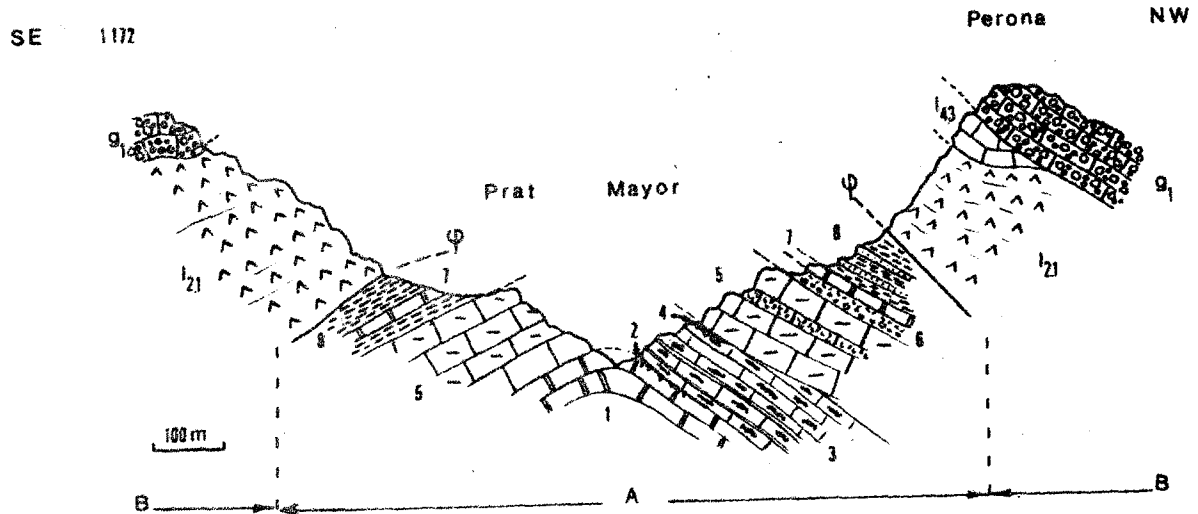 Perona NW
SE 1172
l43
g1
g1
Prat Mayor
φ
φ
7 8
7
5
l21
l21
4
2
8
6
5
1
3
100 m
B A B